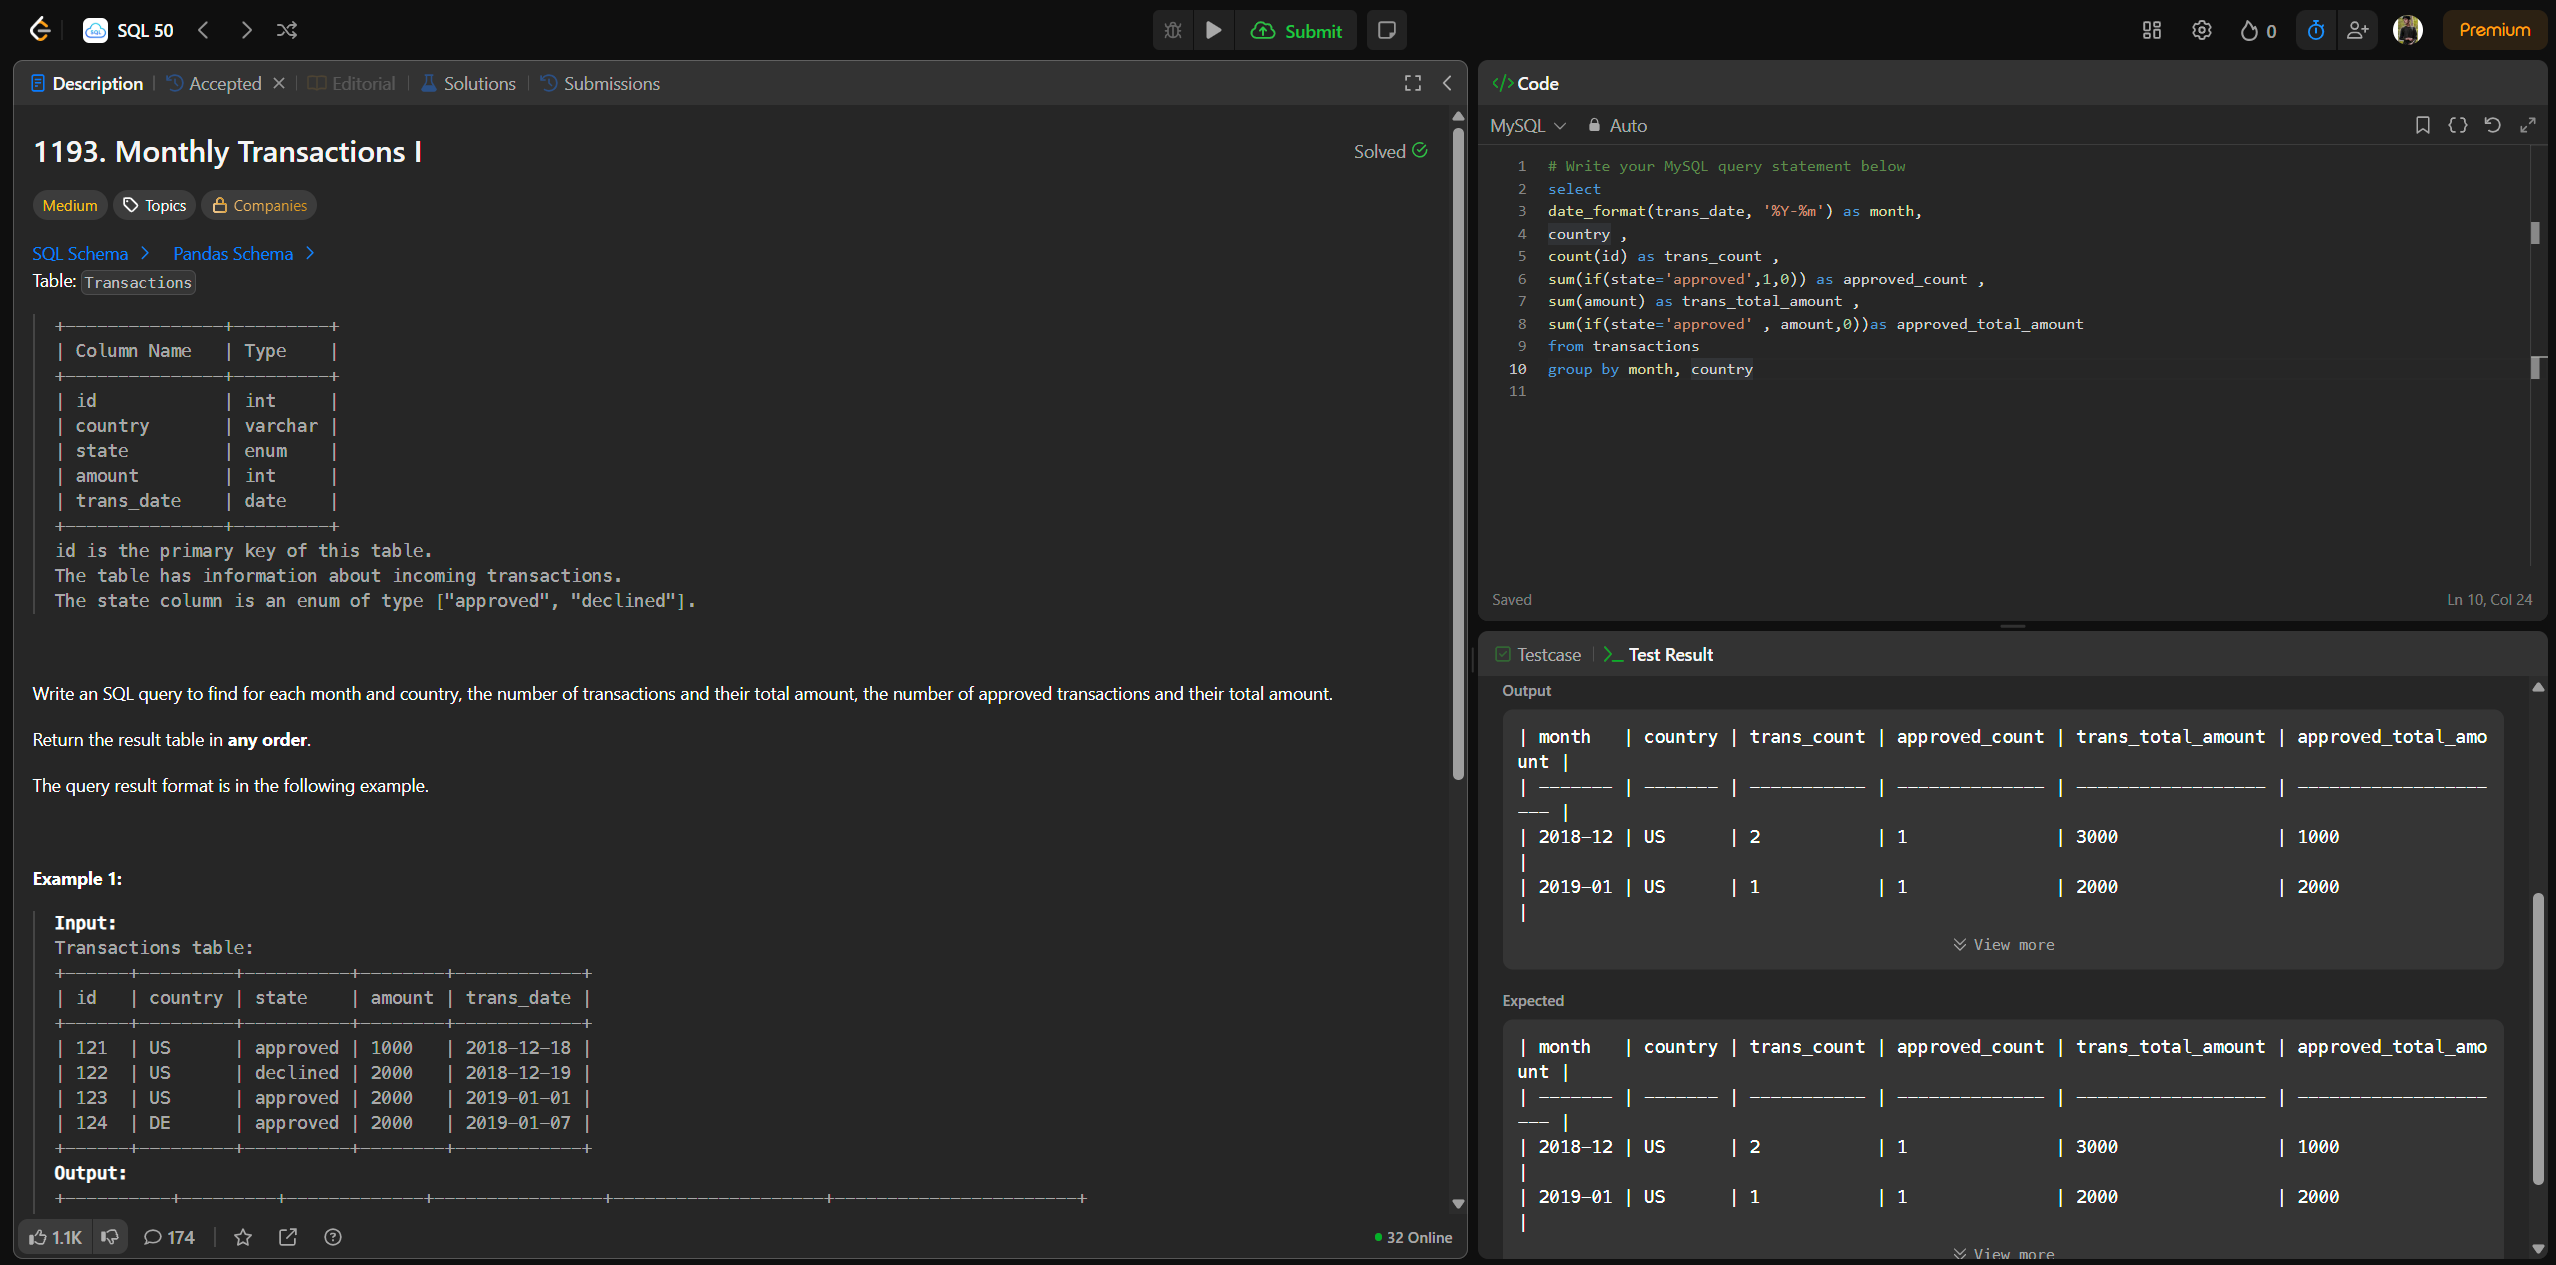 SQL 50
Submit
0
Premium
Description
Accepted
Editorial
Solutions
Submissions
1193. Monthly Transactions I
Solved
Medium
Topics
Companies
SQL Schema
Pandas Schema
Table: Transactions
+---------------+---------+
| Column Name   | Type    |
+---------------+---------+
| id            | int     |
| country       | varchar |
| state         | enum    |
| amount        | int     |
| trans_date    | date    |
+---------------+---------+
id is the primary key of this table.
The table has information about incoming transactions.
The state column is an enum of type ["approved", "declined"].
Write an SQL query to find for each month and country, the number of transactions and their total amount, the number of approved transactions and their total amount.
Return the result table in any order.
The query result format is in the following example.
Example 1:
Input:
Transactions table:
+------+---------+----------+--------+------------+
| id   | country | state    | amount | trans_date |
+------+---------+----------+--------+------------+
| 121  | US      | approved | 1000   | 2018-12-18 |
| 122  | US      | declined | 2000   | 2018-12-19 |
| 123  | US      | approved | 2000   | 2019-01-01 |
| 124  | DE      | approved | 2000   | 2019-01-07 |
+------+---------+----------+--------+------------+
Output:
+----------+---------+-------------+----------------+--------------------+-----------------------+
1.1K
174
32 Online
</> Code
MySQL
Auto
1 # Write your MySQL query statement below
2 select
3 date_format(trans_date, '%Y-%m') as month,
4 country ,
5 count(id) as trans_count ,
6 sum(if(state='approved',1,0)) as approved_count ,
7 sum(amount) as trans_total_amount ,
8 sum(if(state='approved' , amount,0))as approved_total_amount
9 from transactions
10 group by month, country
11
Saved
Ln 10, Col 24
Testcase
Test Result
Output
| month   | country | trans_count | approved_count | trans_total_amount | approved_total_amo
unt |
| ------- | ------- | ----------- | -------------- | ------------------ | ------------------
--- |
| 2018-12 | US      | 2           | 1              | 3000               | 1000
|
| 2019-01 | US      | 1           | 1              | 2000               | 2000
|
View more
Expected
| month   | country | trans_count | approved_count | trans_total_amount | approved_total_amo
unt |
| ------- | ------- | ----------- | -------------- | ------------------ | ------------------
--- |
| 2018-12 | US      | 2           | 1              | 3000               | 1000
|
| 2019-01 | US      | 1           | 1              | 2000               | 2000
|
View more